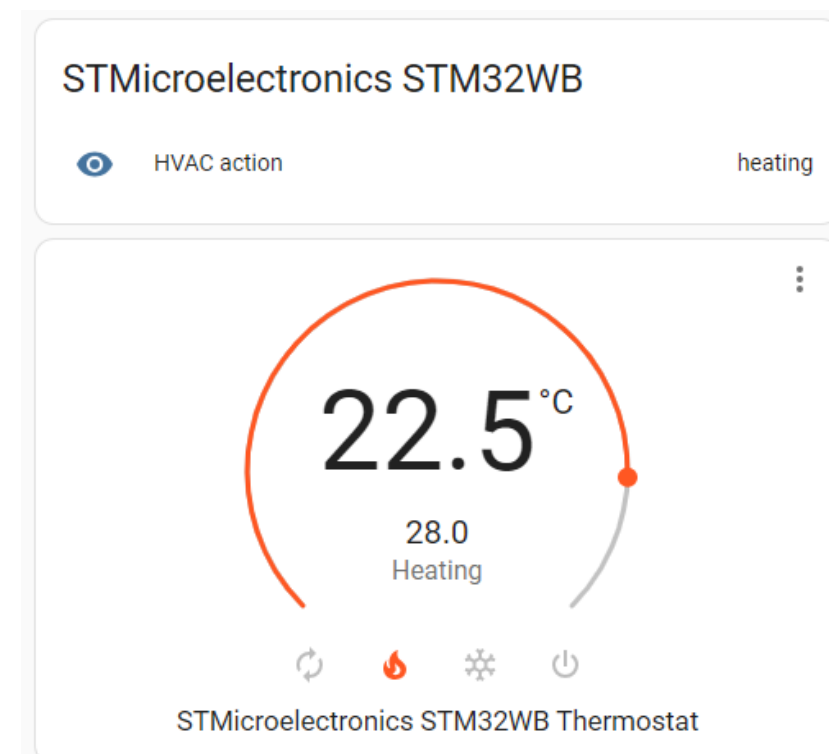 STMicroelectronics STM32WB
HVAC action heating
22.5 °C
28.0
Heating
STMicroelectronics STM32WB Thermostat